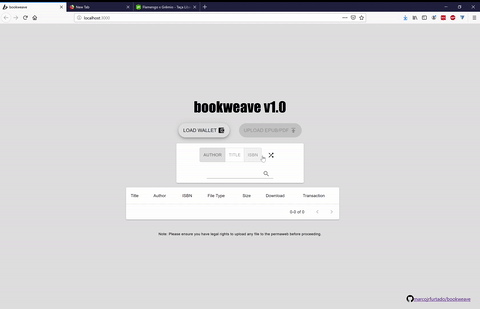 bookweave
New Tab
Flamengo x Grêmio - Taça Li
localhost:3000
bookweave v1.0
LOAD WALLET
UPLOAD EPUB/PDF
AUTHOR TITLE ISBN
Title Author ISBN File Type Size Download Transaction
0-0 of 0
Note: Please ensure you have legal rights to upload any file to the permaweb before proceeding.
marcojrfurtado/bookweave